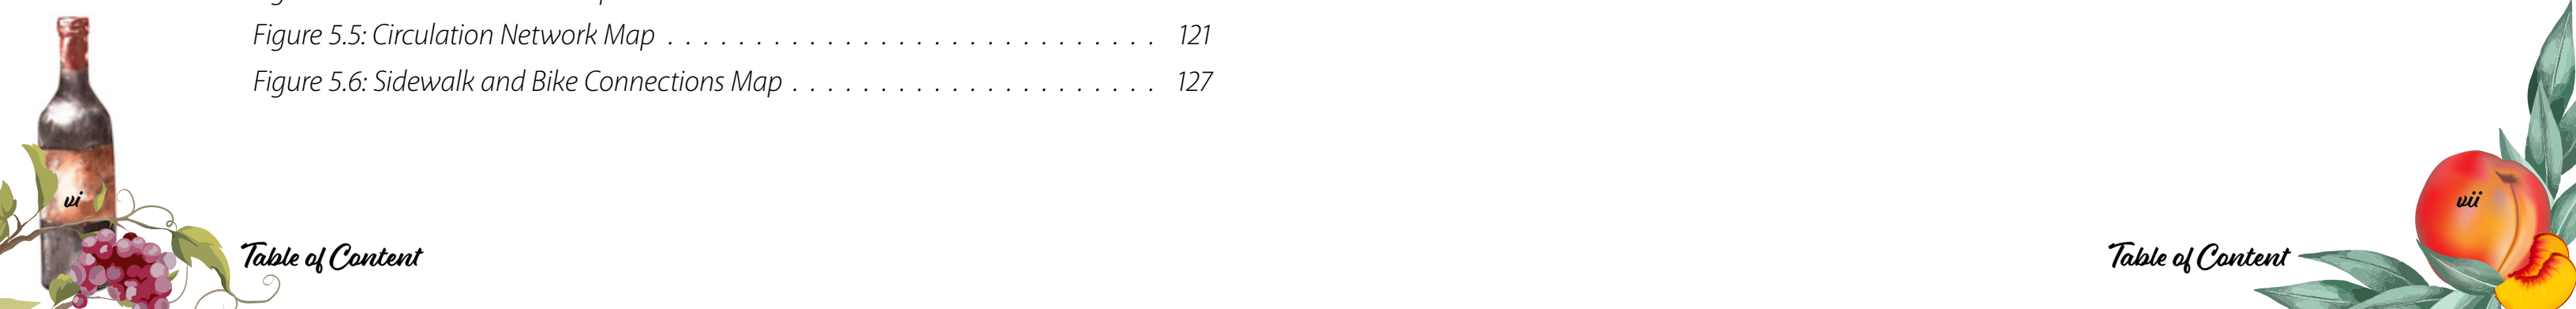 Figure 5.5: Circulation Network Map . . . . . . . . . . . . . . . . . . . . . . . . . . . . 121
Figure 5.6: Sidewalk and Bike Connections Map . . . . . . . . . . . . . . . . . . . . . 127
vi
vii
Table of Content
Table of Content